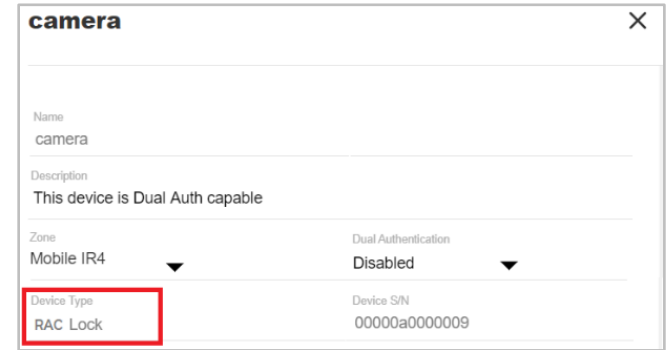 camera
Name
camera
Description
This device is Dual Auth capable
Zone
Dual Authentication
Mobile IR4
Disabled
Device Type
Device S/N
RAC Lock
00000a0000009